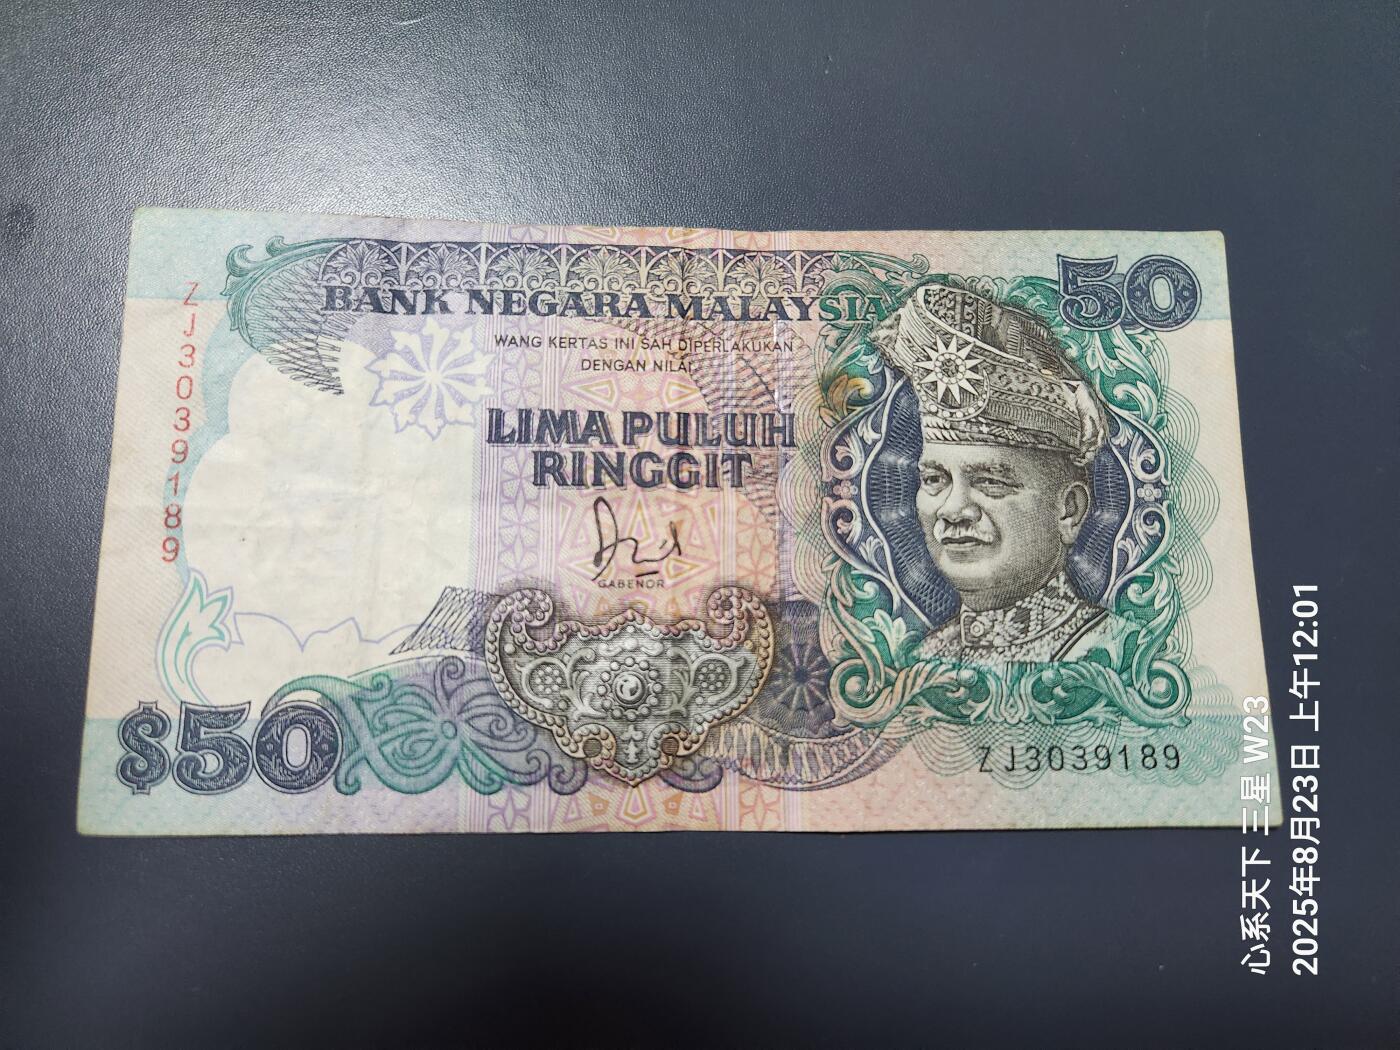 BANK NEGARA MALAYSIA
50
WANG KERTAS INI SAH DIPERLAKUKAN
DENGAN NILAI
LIMA PULUH
RINGGIT
GABENOR
ZJ3039189
$50
ZJ3039189
心系天下 三星 W23
2025年8月23日 上午12:01